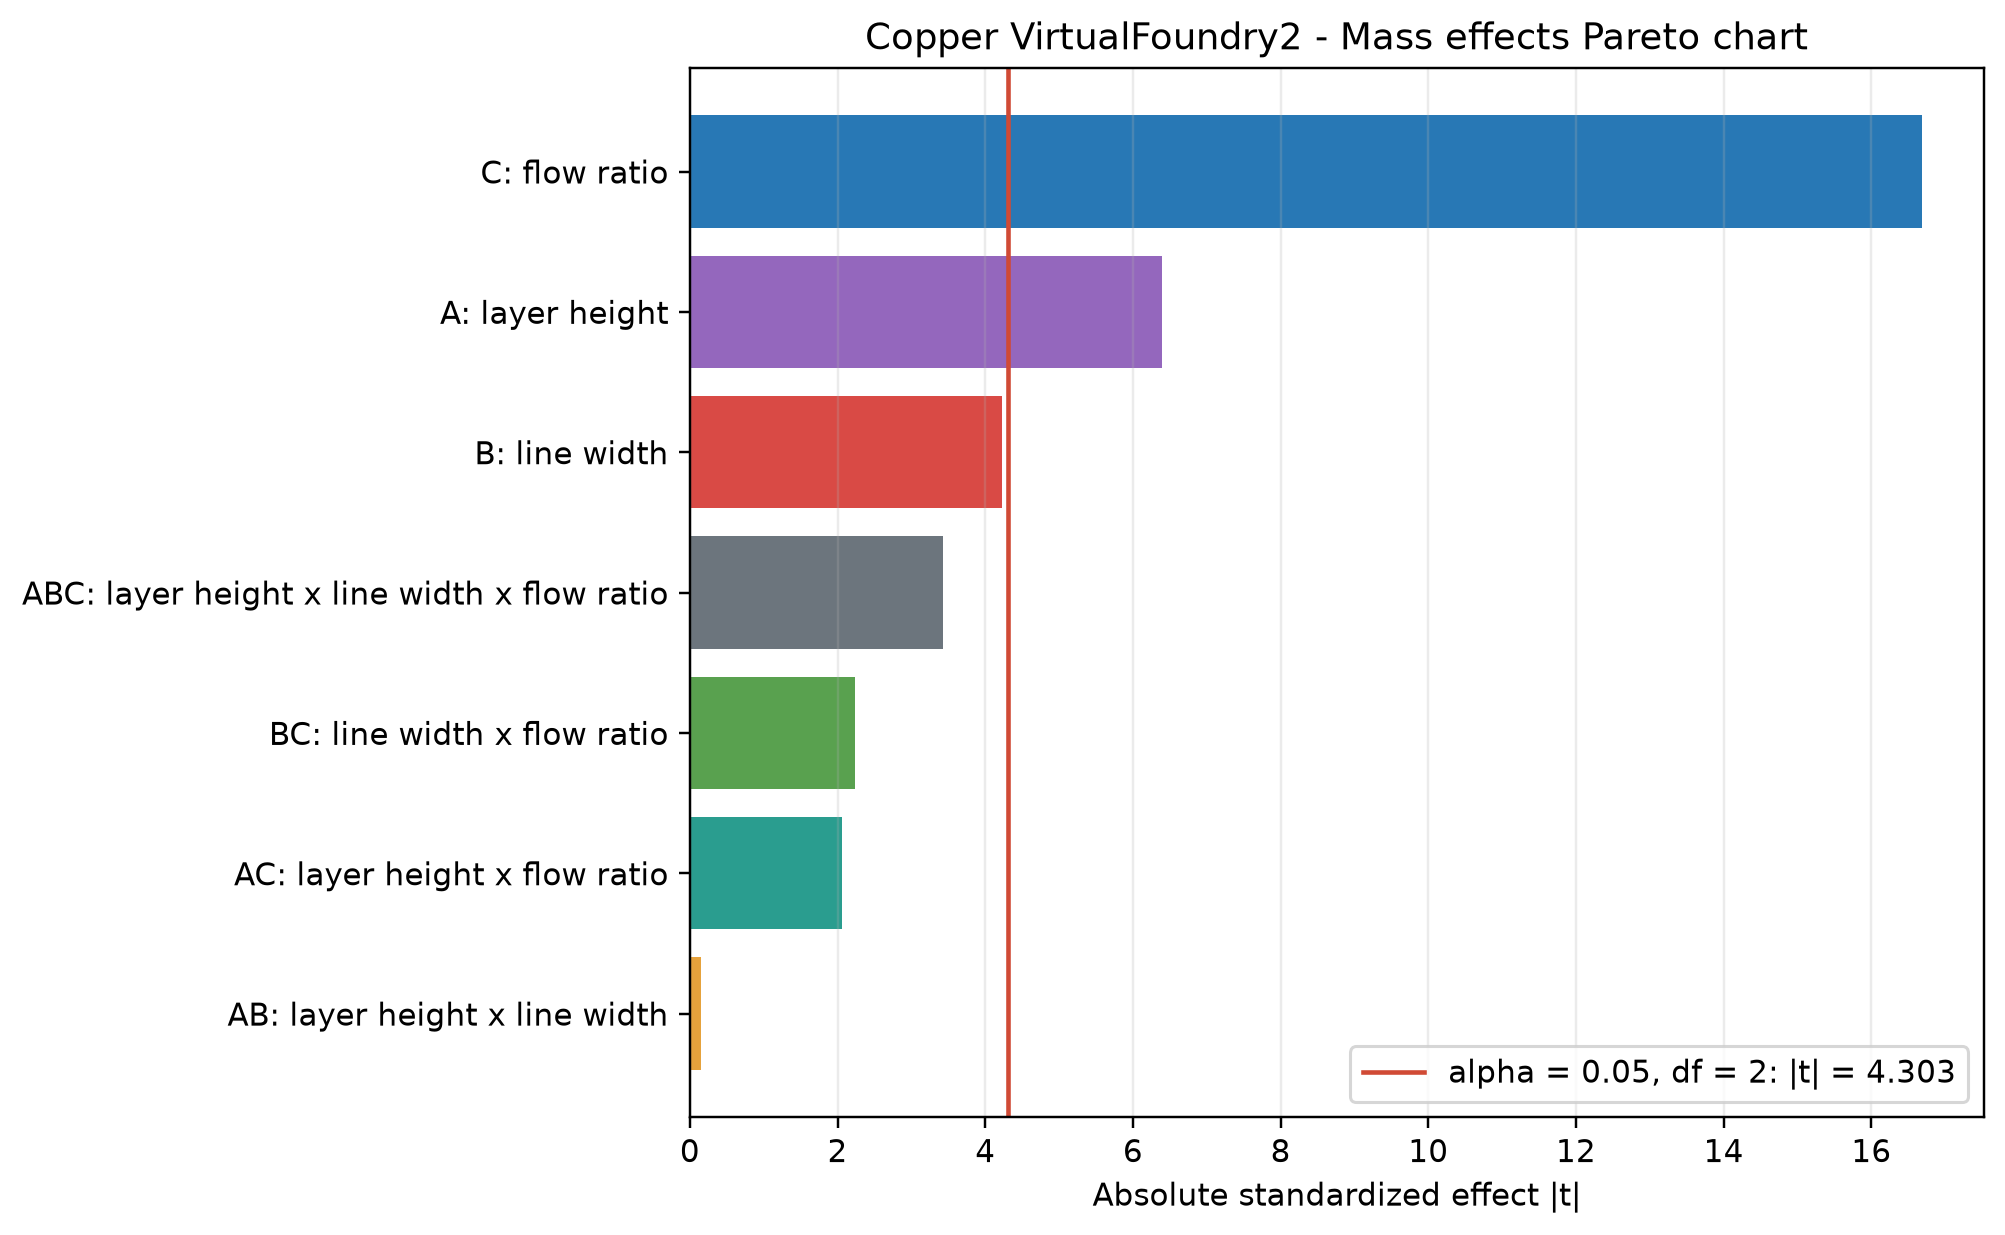 Copper VirtualFoundry2 - Mass effects Pareto chart
C: flow ratio
A: layer height
B: line width
ABC: layer height x line width x flow ratio
BC: line width x flow ratio
AC: layer height x flow ratio
AB: layer height x line width
alpha = 0.05, df = 2: |t| = 4.303
0 2 4 6 8 10 12 14 16
Absolute standardized effect |t|